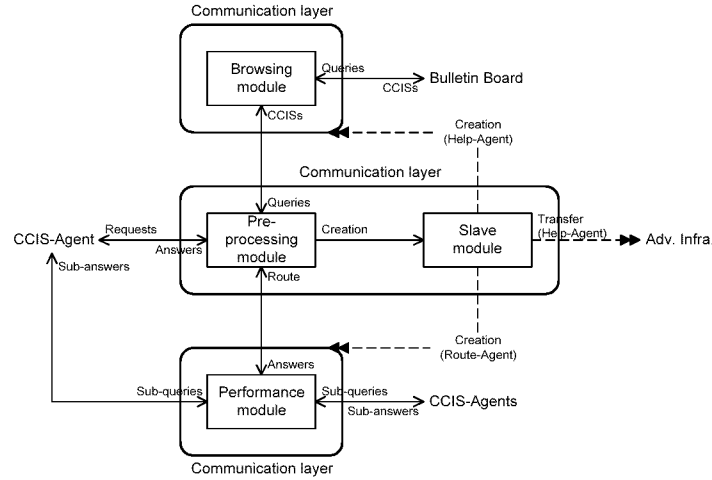 Communication layer
Browsing
module
Queries
CCISs
Bulletin Board
CCISs
Creation
(Help-Agent)
Communication layer
Queries
Pre-
processing
module
CCIS-Agent
Requests
Answers
Creation
Slave
module
Transfer
(Help-Agent)
Adv. Infra
Sub-answers
Route
Creation
(Route-Agent)
Answers
Sub-queries
Performance
module
Sub-queries
Sub-answers
CCIS-Agents
Communication layer